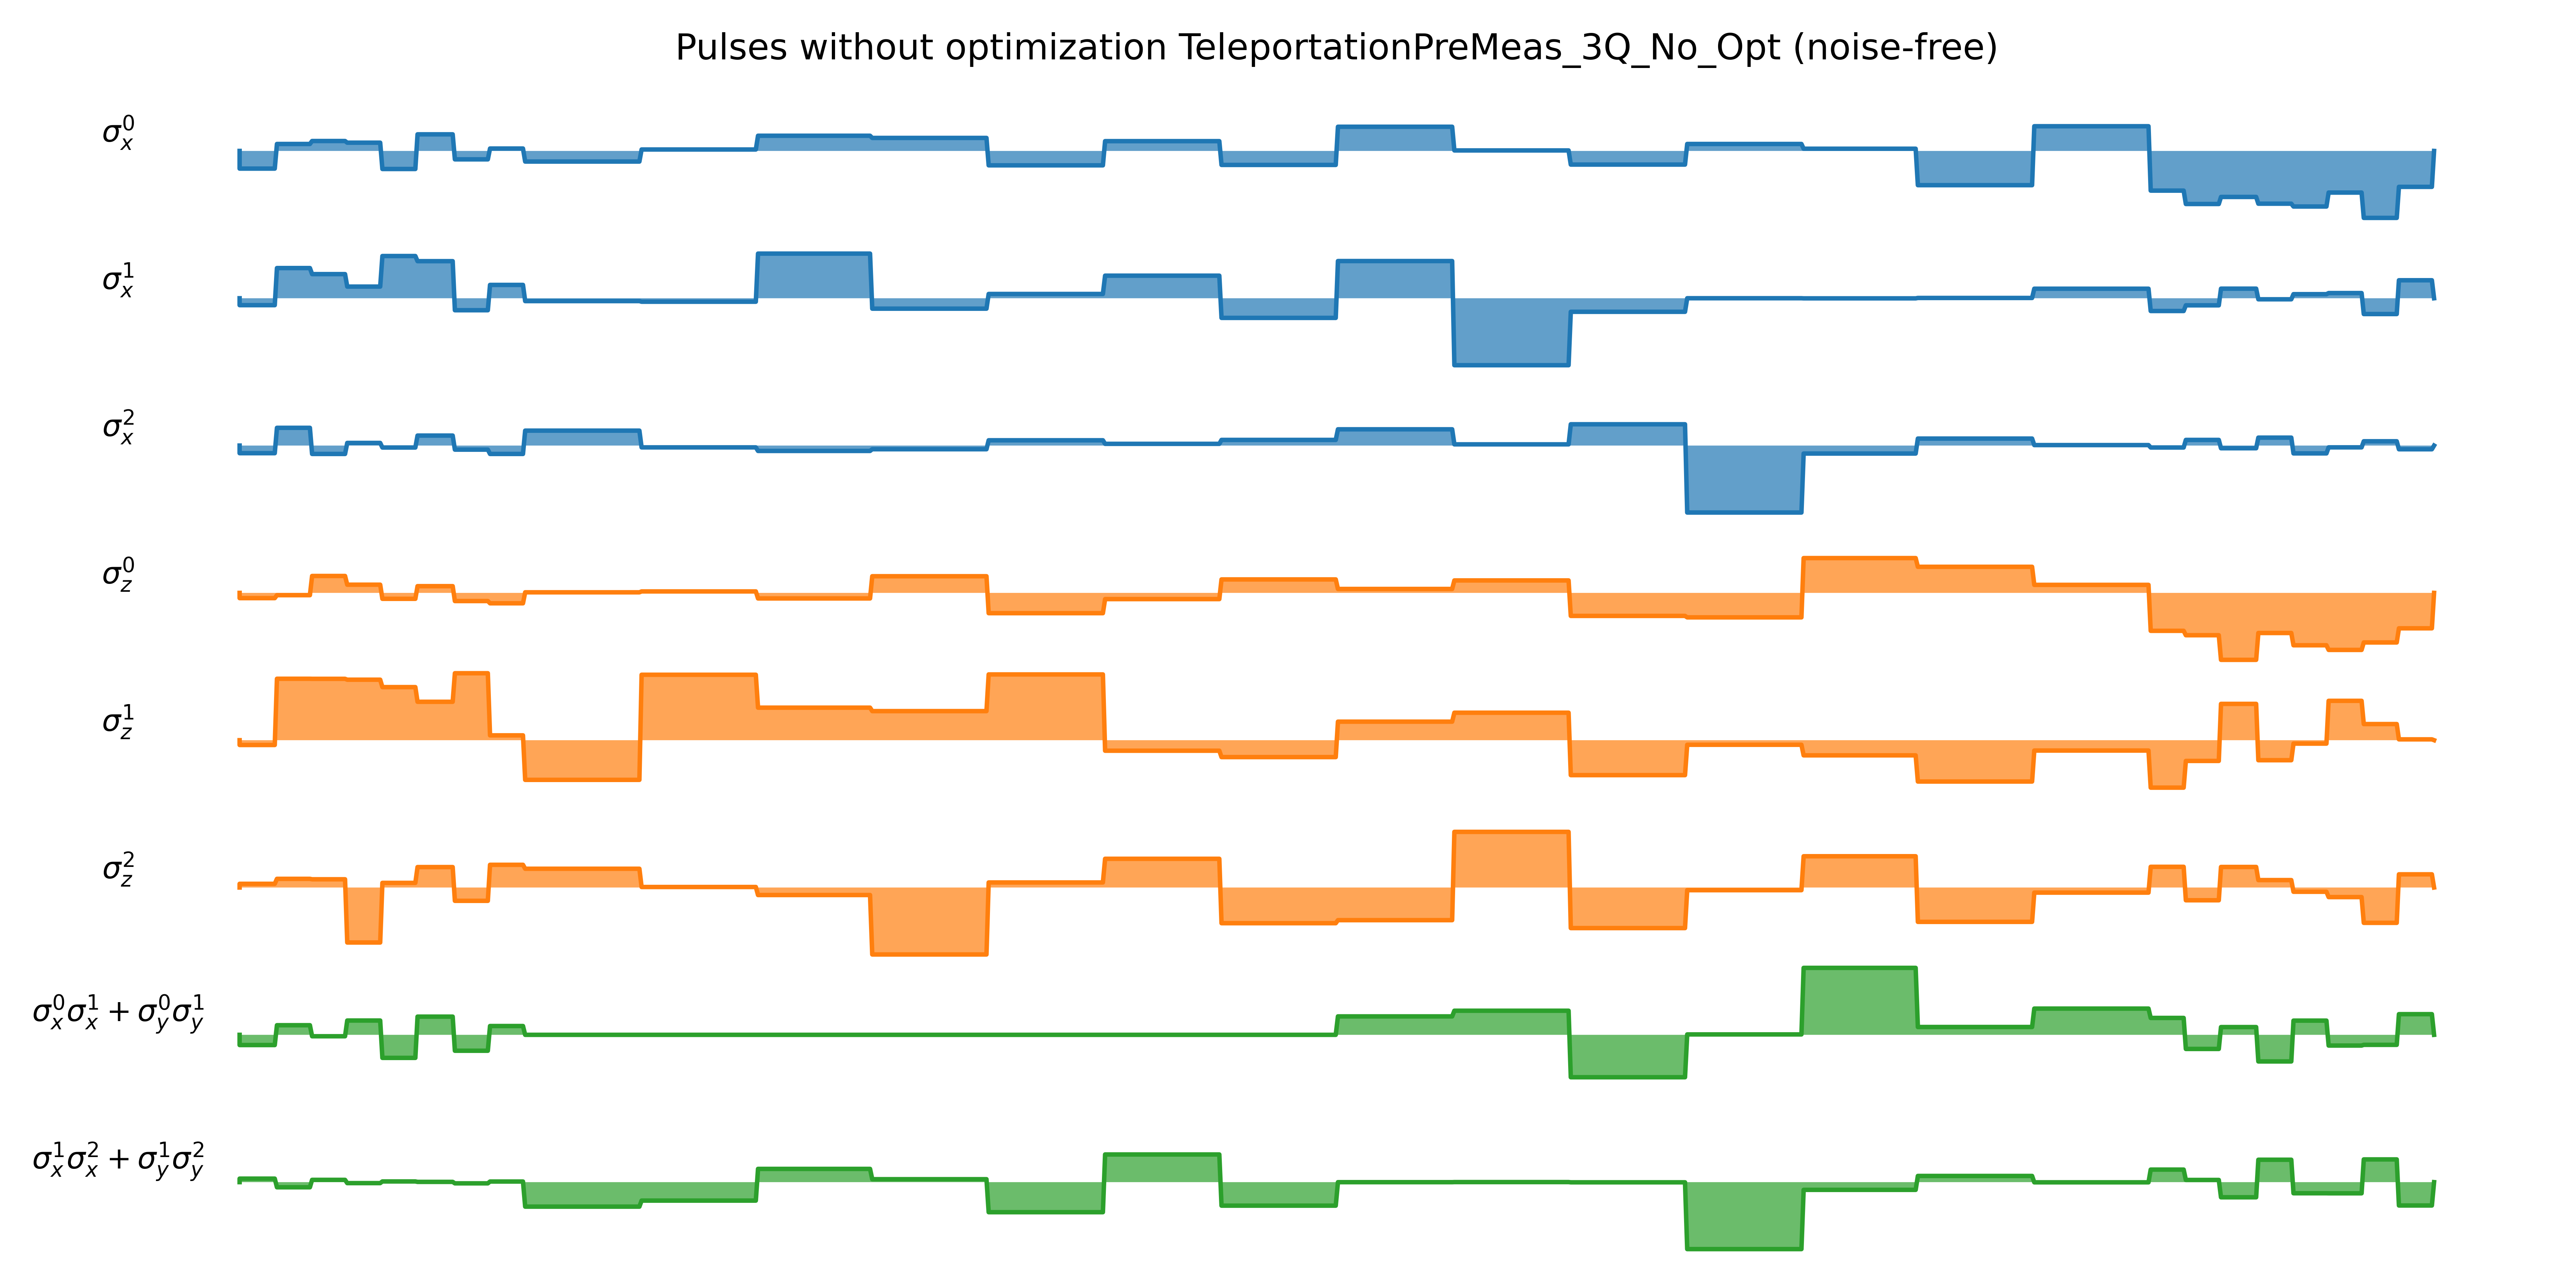 Pulses without optimization TeleportationPreMeas_3Q_No_Opt (noise-free)
σ_x^0
σ_x^1
σ_x^2
σ_z^0
σ_z^1
σ_z^2
σ_x^0σ_x^1 + σ_y^0σ_y^1
σ_x^1σ_x^2 + σ_y^1σ_y^2